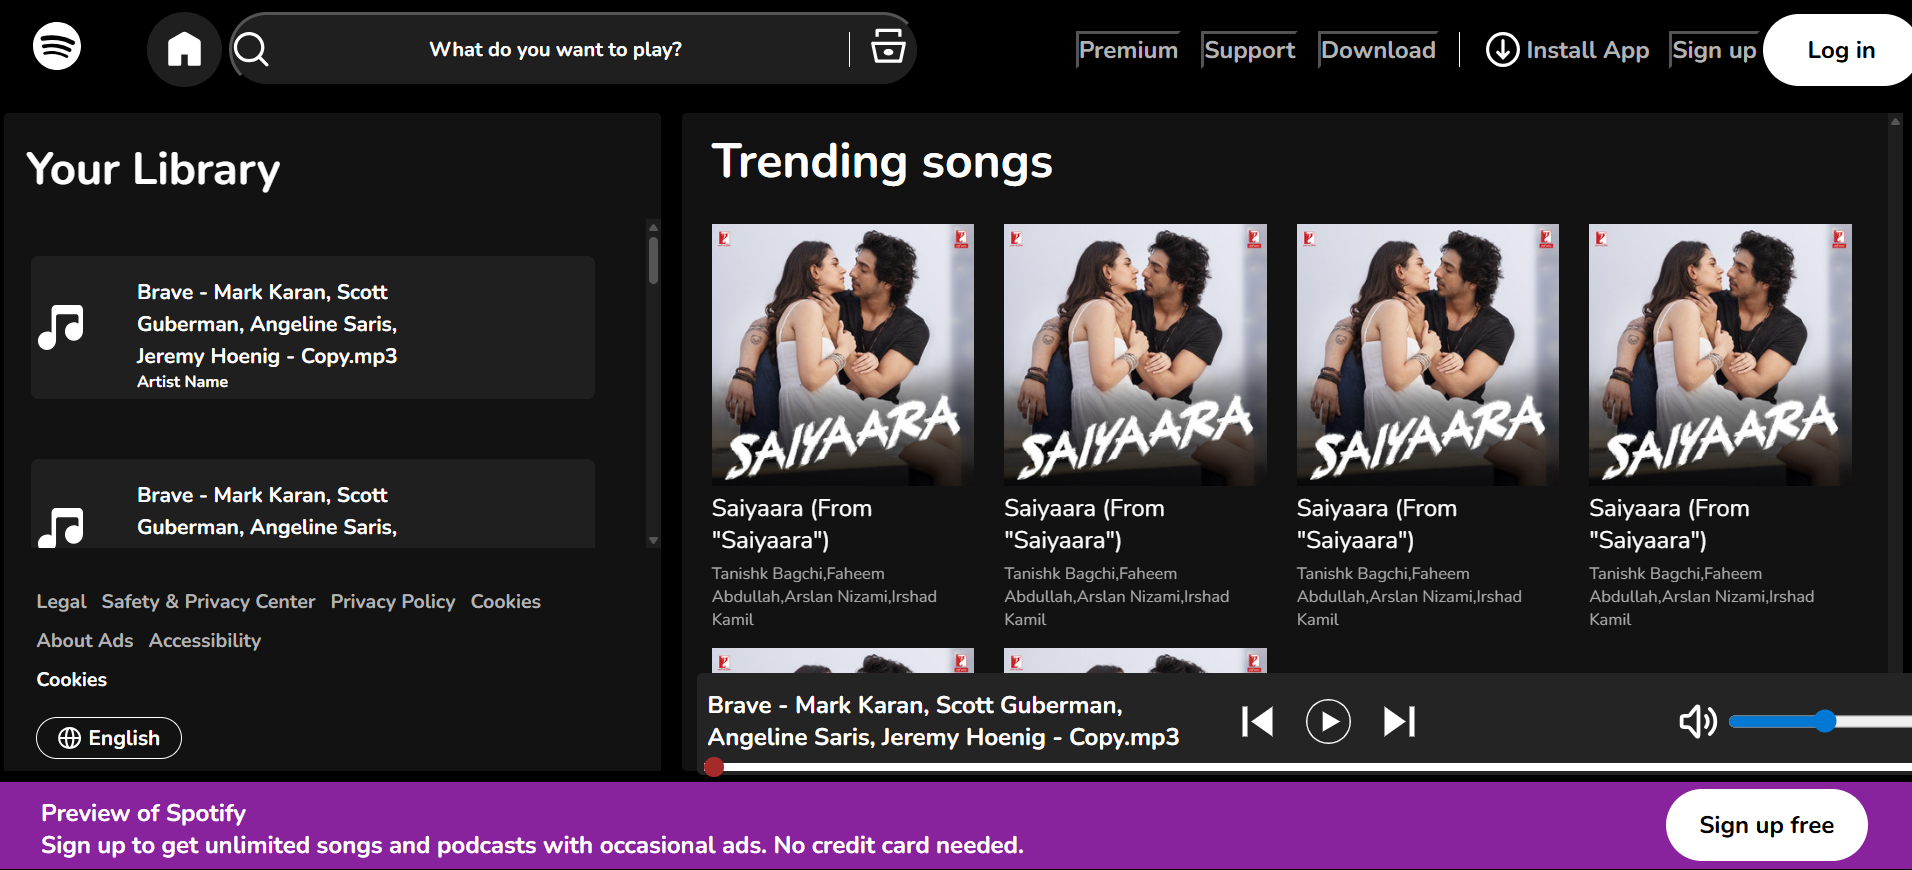 What do you want to play?
Premium
Support
Download
Install App
Sign up
Log in
Your Library
Brave - Mark Karan, Scott
Guberman, Angeline Saris,
Jeremy Hoenig - Copy.mp3
Artist Name
Brave - Mark Karan, Scott
Guberman, Angeline Saris,
Legal Safety & Privacy Center Privacy Policy Cookies
About Ads Accessibility
Cookies
English
Trending songs
SAIYAARA
Saiyaara (From
"Saiyaara")
Tanishk Bagchi,Faheem
Abdullah,Arslan Nizami,Irshad
Kamil
SAIYAARA
Saiyaara (From
"Saiyaara")
Tanishk Bagchi,Faheem
Abdullah,Arslan Nizami,Irshad
Kamil
SAIYAARA
Saiyaara (From
"Saiyaara")
Tanishk Bagchi,Faheem
Abdullah,Arslan Nizami,Irshad
Kamil
SAIYAARA
Saiyaara (From
"Saiyaara")
Tanishk Bagchi,Faheem
Abdullah,Arslan Nizami,Irshad
Kamil
Brave - Mark Karan, Scott Guberman,
Angeline Saris, Jeremy Hoenig - Copy.mp3
Preview of Spotify
Sign up to get unlimited songs and podcasts with occasional ads. No credit card needed.
Sign up free